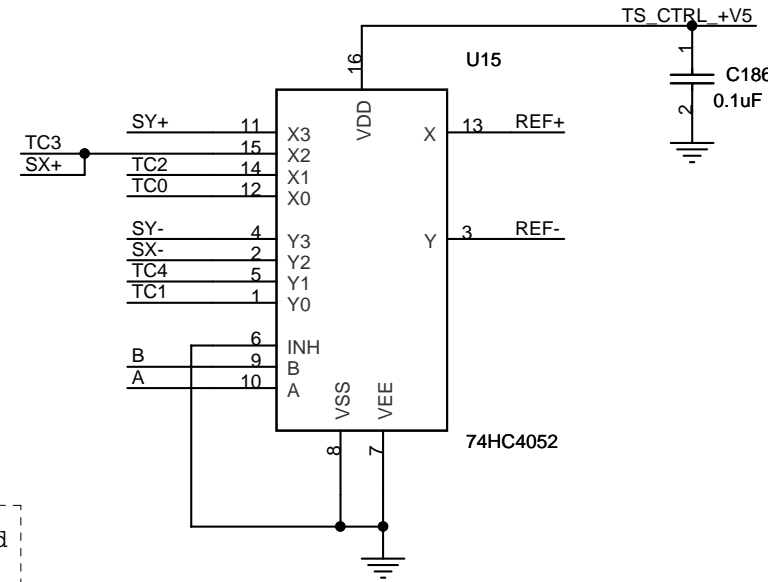 TS_CTRL_+V5
16
U15
1
C186
0.1uF
2
VDD
SY+ 11 X3 X 13 REF+
TC3 15 X2
SX+
TC2 14 X1
TC0 12 X0
SY- 4 Y3 Y 3 REF-
SX- 2 Y2
TC4 5 Y1
TC1 1 Y0
6 INH
B 9 B
A 10 A
VSS VEE
8 7
74HC4052
d